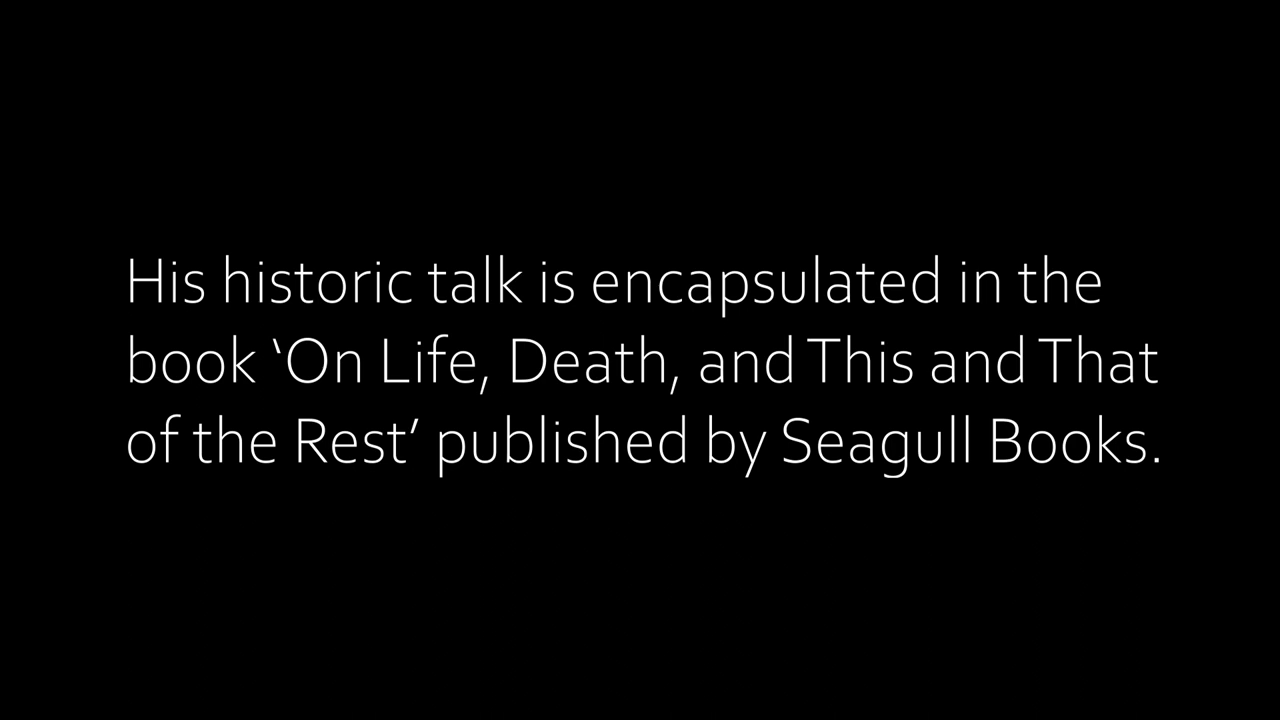 His historic talk is encapsulated in the
book ‘On Life, Death, and This and That
of the Rest’ published by Seagull Books.